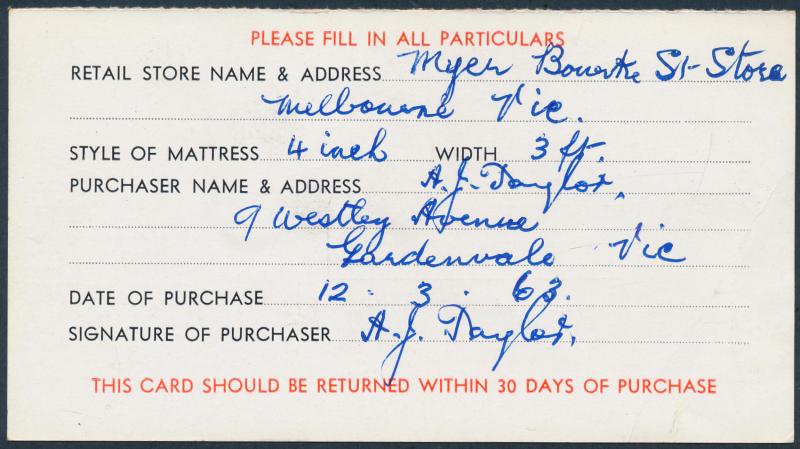 PLEASE FILL IN ALL PARTICULARS
RETAIL STORE NAME & ADDRESS Myer Bourke St Store
Melbourne Vic.
STYLE OF MATTRESS 4 inch WIDTH 3 ft.
PURCHASER NAME & ADDRESS A.J. Taylor,
9 Westley Avenue
Gardenvale Vic
DATE OF PURCHASE 12 . 3 . 63.
SIGNATURE OF PURCHASER A.J. Taylor,
THIS CARD SHOULD BE RETURNED WITHIN 30 DAYS OF PURCHASE